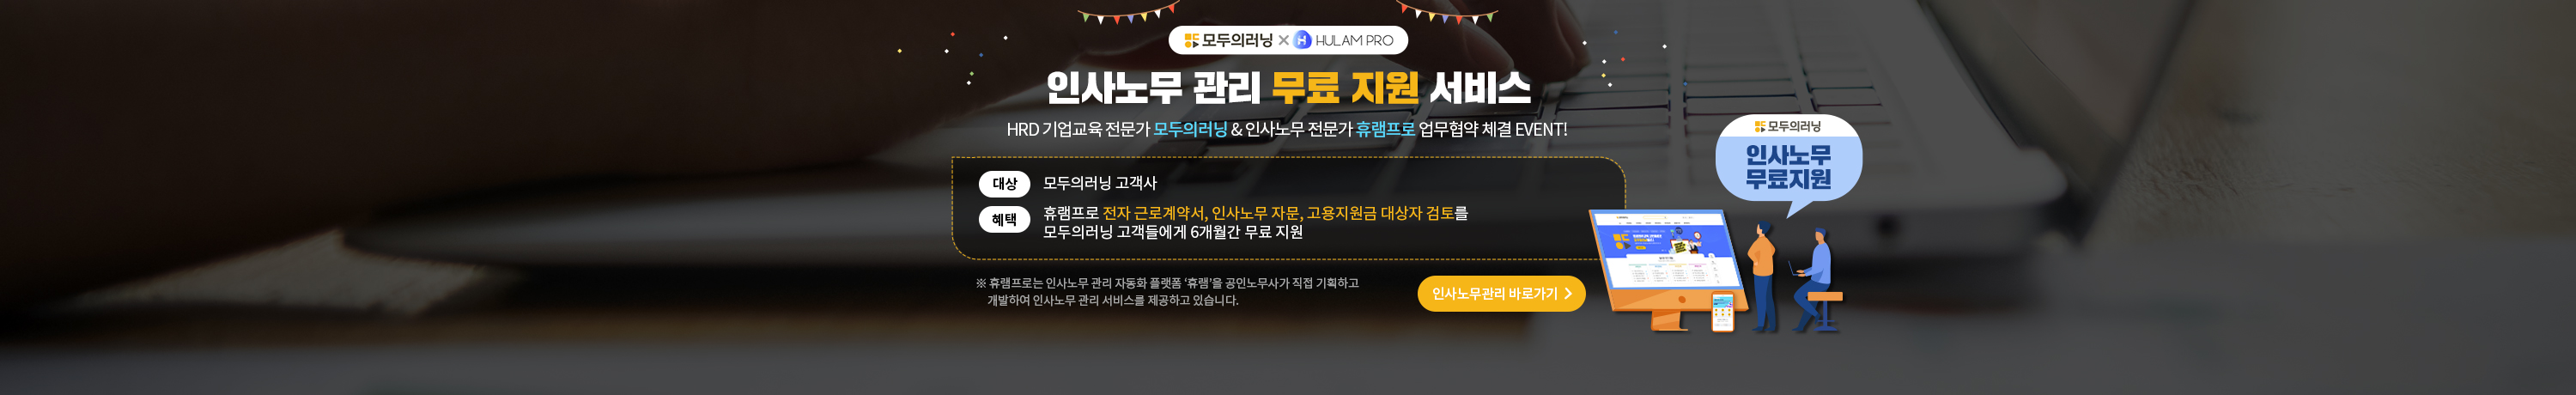 모두의러닝 × H HULAM PRO
인사노무 관리 무료 지원 서비스
HRD 기업교육 전문가 모두의러닝 & 인사노무 전문가 휴램프로 업무협약 체결 EVENT!
대상 모두의러닝 고객사
혜택 휴램프로 전자 근로계약서, 인사노무 자문, 고용지원금 대상자 검토를
모두의러닝 고객들에게 6개월간 무료 지원
※ 휴램프로는 인사노무 관리 자동화 플랫폼 ‘휴램’을 공인노무사가 직접 기획하고
개발하여 인사노무 관리 서비스를 제공하고 있습니다.
인사노무관리 바로가기
모두의러닝
인사노무
무료지원